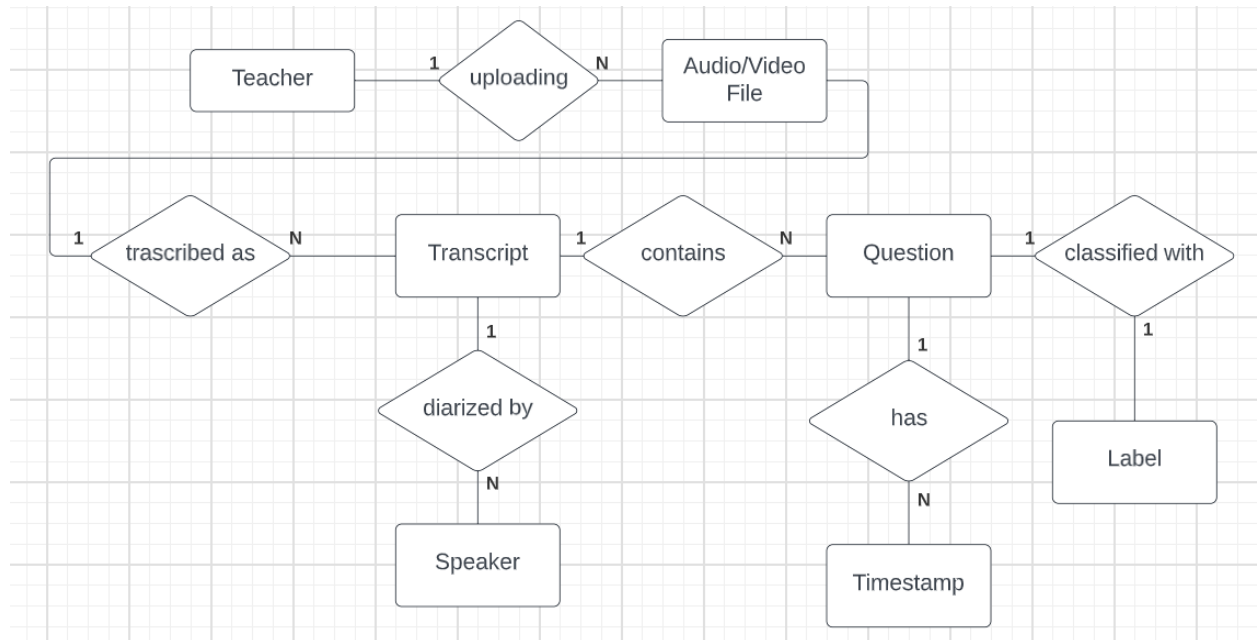 Teacher
1
uploading
N
Audio/Video
File
1
trascribed as
N
Transcript
1
contains
N
Question
1
classified with
1
diarized by
N
Speaker
1
has
N
Timestamp
1
Label